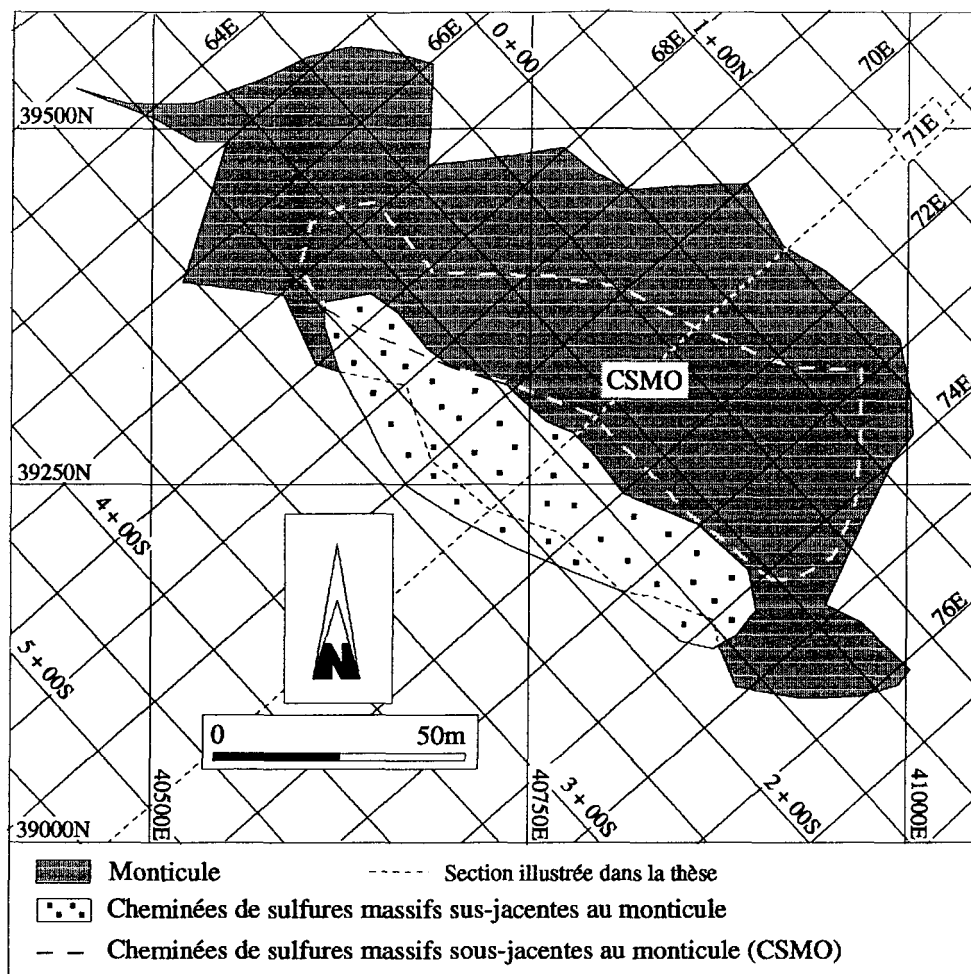 64E
66E
0 + 00
68E
1 + 00N
70E
39500N
71E
72E
CSMO
74E
39250N
4 + 00S
76E
5 + 00S
N
0 50m
39000N
40500E
40750E
3 + 00S
2 + 00S
41000E
Monticule
Section illustrée dans la thèse
Cheminées de sulfures massifs sus-jacentes au monticule
Cheminées de sulfures massifs sous-jacentes au monticule (CSMO)